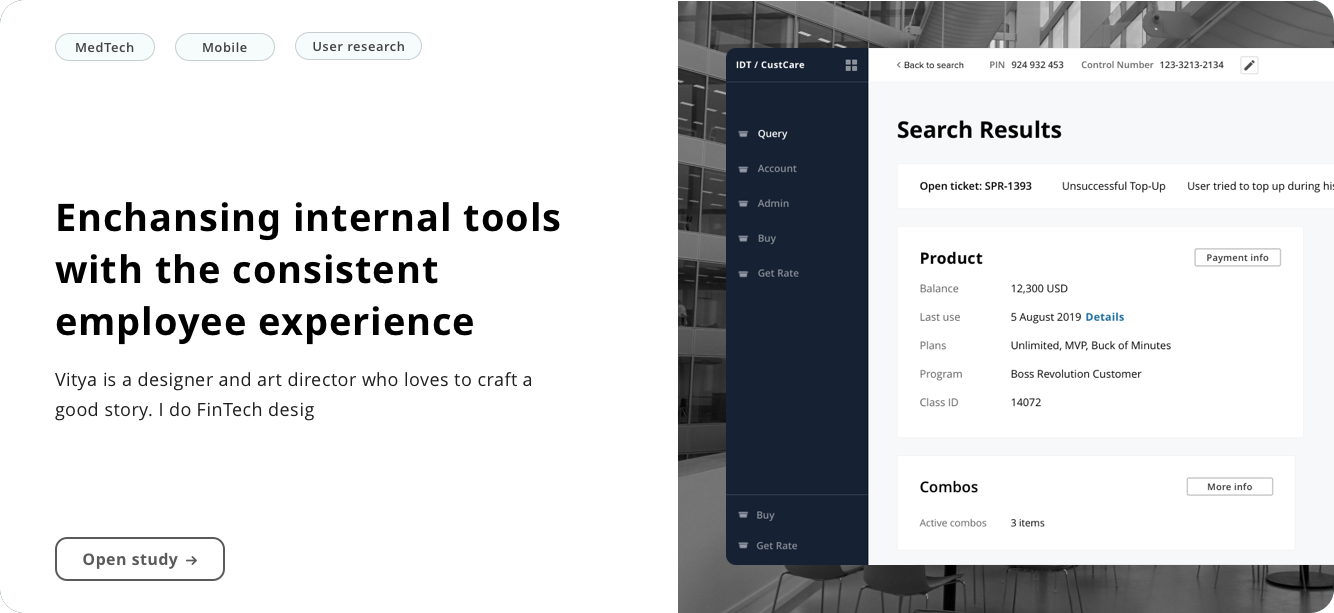 MedTech
Mobile
User research
Enchansing internal tools
with the consistent
employee experience
Vitya is a designer and art director who loves to craft a
good story. I do FinTech desig
Open study →
IDT / CustCare
Query
Account
Admin
Buy
Get Rate
Buy
Get Rate
Back to search PIN 924 932 453 Control Number 123-3213-2134
Search Results
Open ticket: SPR-1393 Unsuccessful Top-Up User tried to top up during his
Product Payment info
Balance 12,300 USD
Last use 5 August 2019 Details
Plans Unlimited, MVP, Buck of Minutes
Program Boss Revolution Customer
Class ID 14072
Combos More info
Active combos 3 items